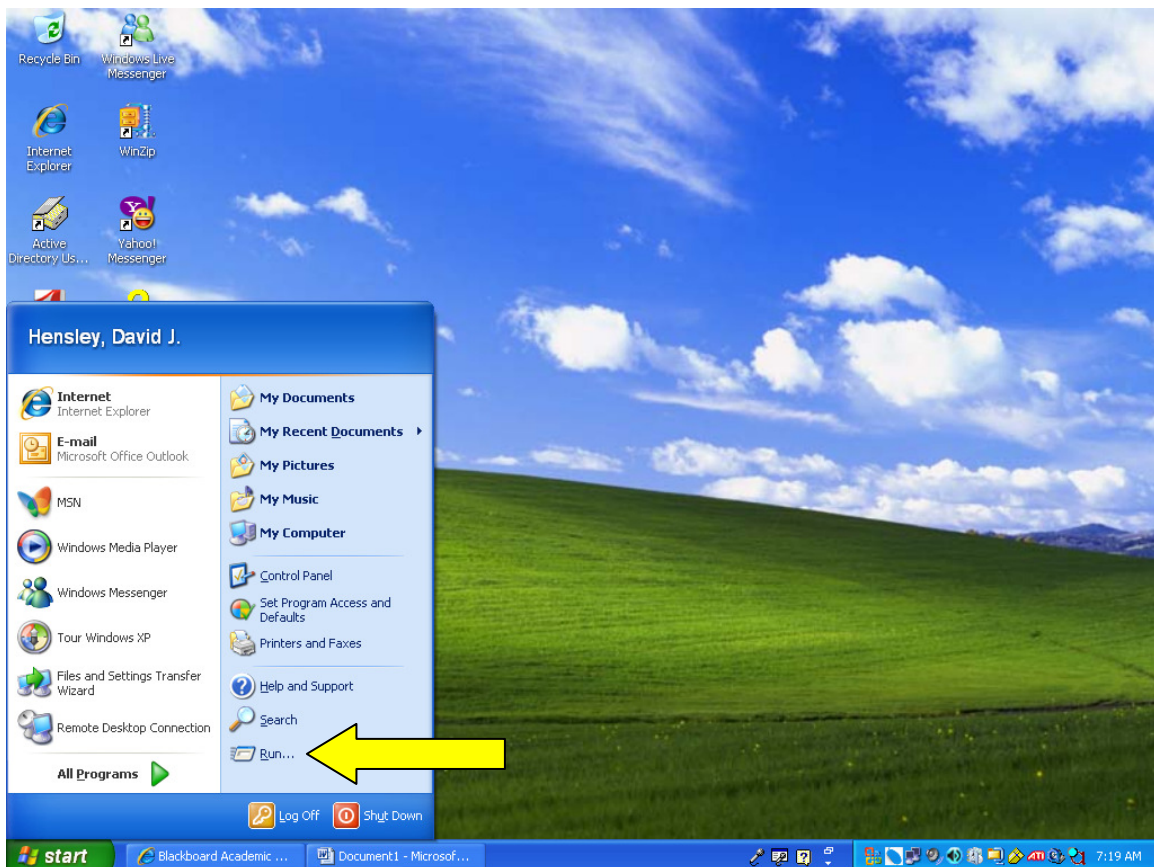 Recycle Bin
Windows Live
Messenger
Internet
Explorer
WinZip
Active
Directory Us...
Yahoo!
Messenger
Hensley, David J.
Internet
Internet Explorer
E-mail
Microsoft Office Outlook
MSN
Windows Media Player
Windows Messenger
Tour Windows XP
Files and Settings Transfer
Wizard
Remote Desktop Connection
All Programs
My Documents
My Recent Documents
My Pictures
My Music
My Computer
Control Panel
Set Program Access and
Defaults
Printers and Faxes
Help and Support
Search
Run...
Log Off
Shut Down
start
Blackboard Academic ...
Document1 - Microsof...
7:19 AM